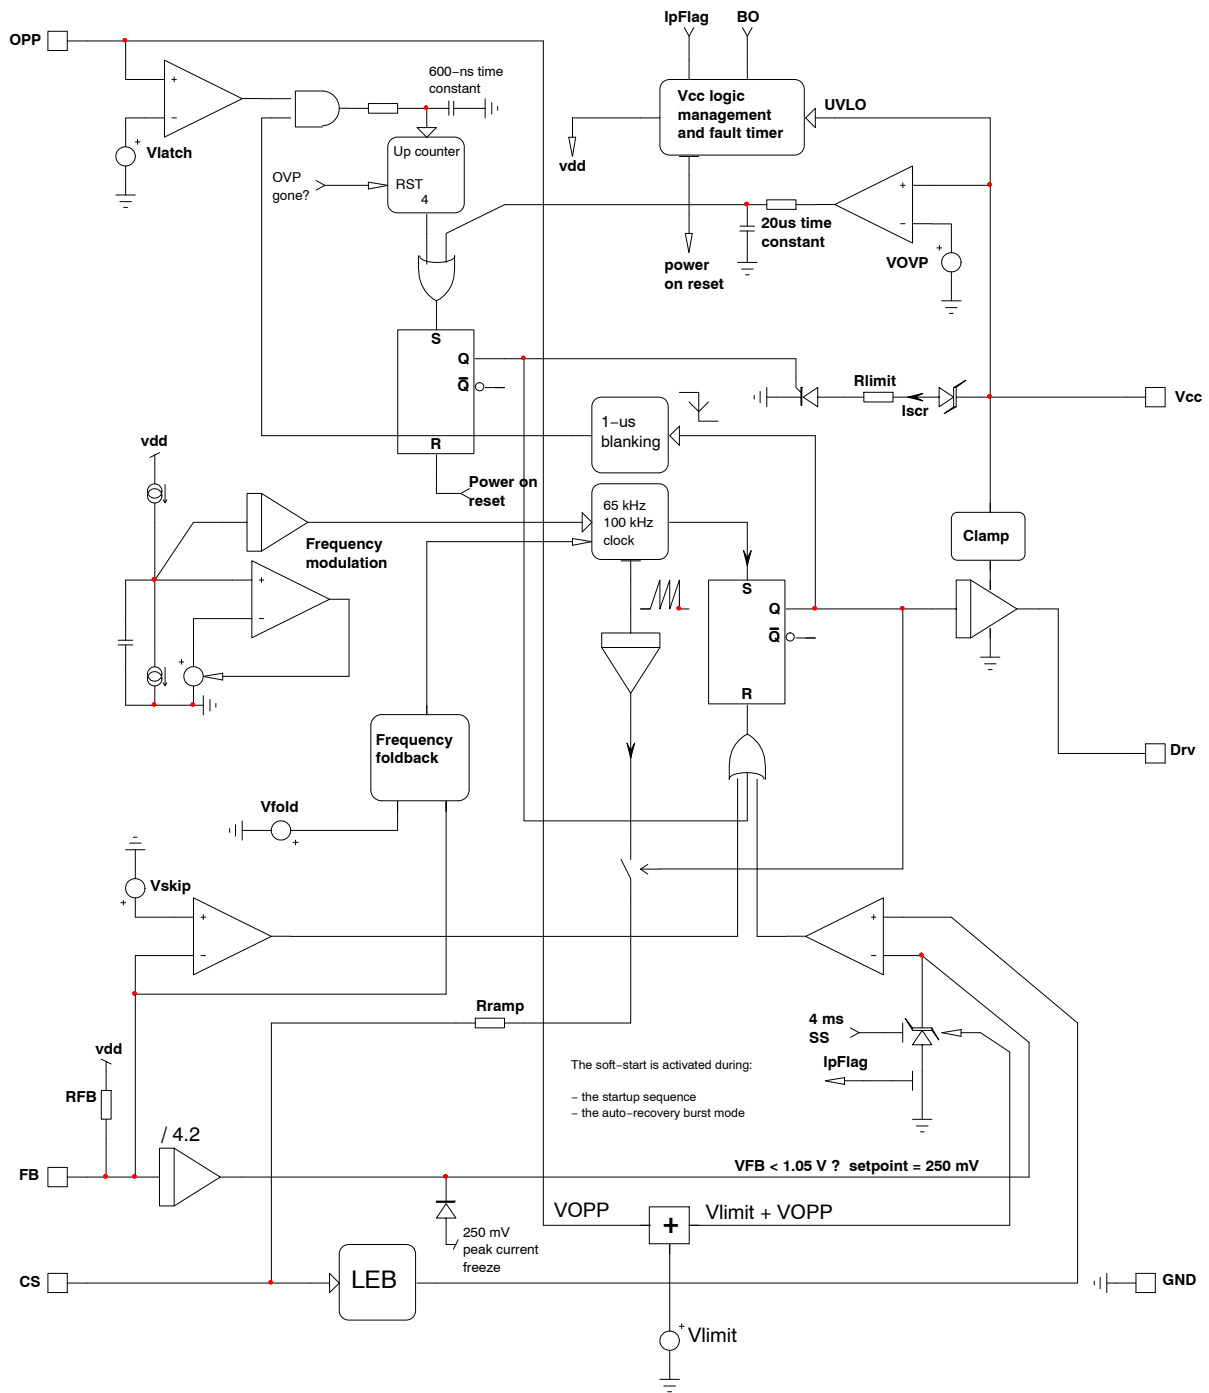 IpFlag
BO
OPP
600−ns time
constant
Vcc logic
management
and fault timer
UVLO
Vlatch
vdd
Up counter
OVP
gone?
RST
4
20us time
constant
VOVP
power
on reset
S
Q
Q
Rlimit
Iscr
Vcc
1−us
blanking
R
vdd
Power on
reset
65 kHz
100 kHz
clock
Frequency
modulation
Clamp
S
Q
Q
R
Frequency
foldback
Drv
Vfold
Vskip
Rramp
4 ms
SS
vdd
The soft−start is activated during:
IpFlag
RFB
− the startup sequence
− the auto−recovery burst mode
/ 4.2
FB
VFB < 1.05 V ? setpoint = 250 mV
VOPP
+
Vlimit + VOPP
250 mV
peak current
freeze
CS
LEB
GND
Vlimit